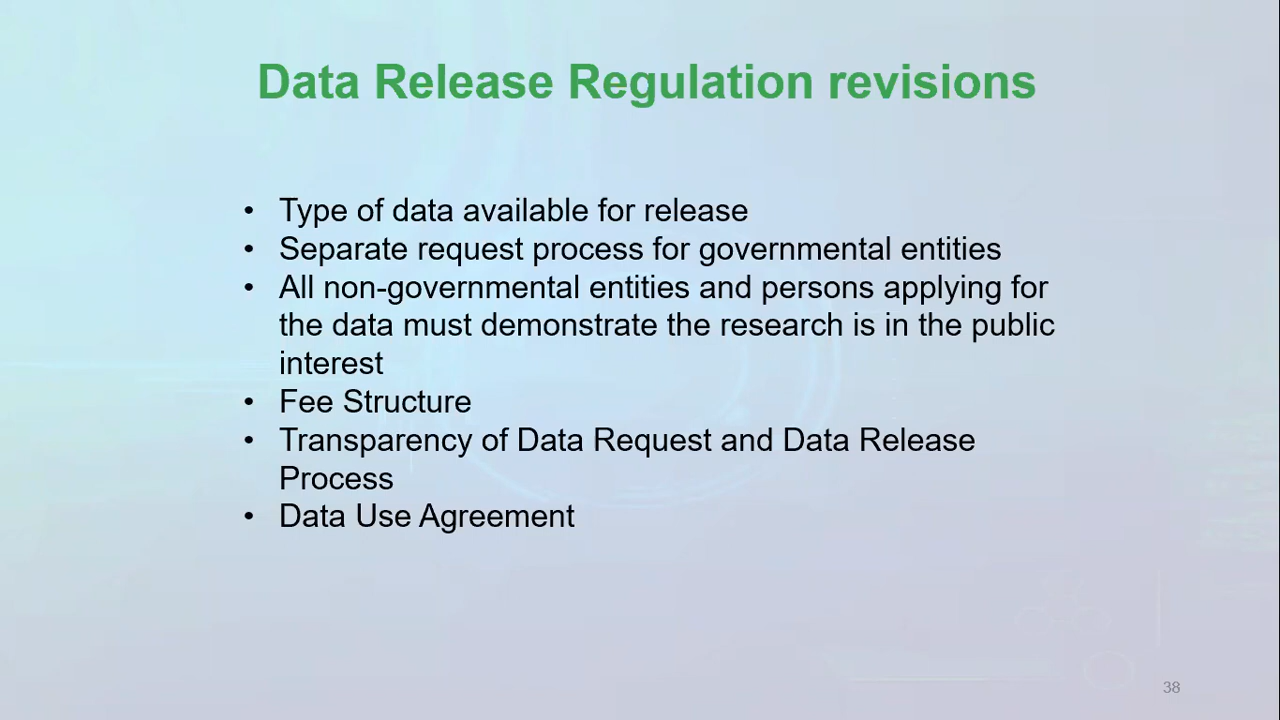 Data Release Regulation revisions
• Type of data available for release
• Separate request process for governmental entities
• All non-governmental entities and persons applying for
the data must demonstrate the research is in the public
interest
• Fee Structure
• Transparency of Data Request and Data Release
Process
• Data Use Agreement
38